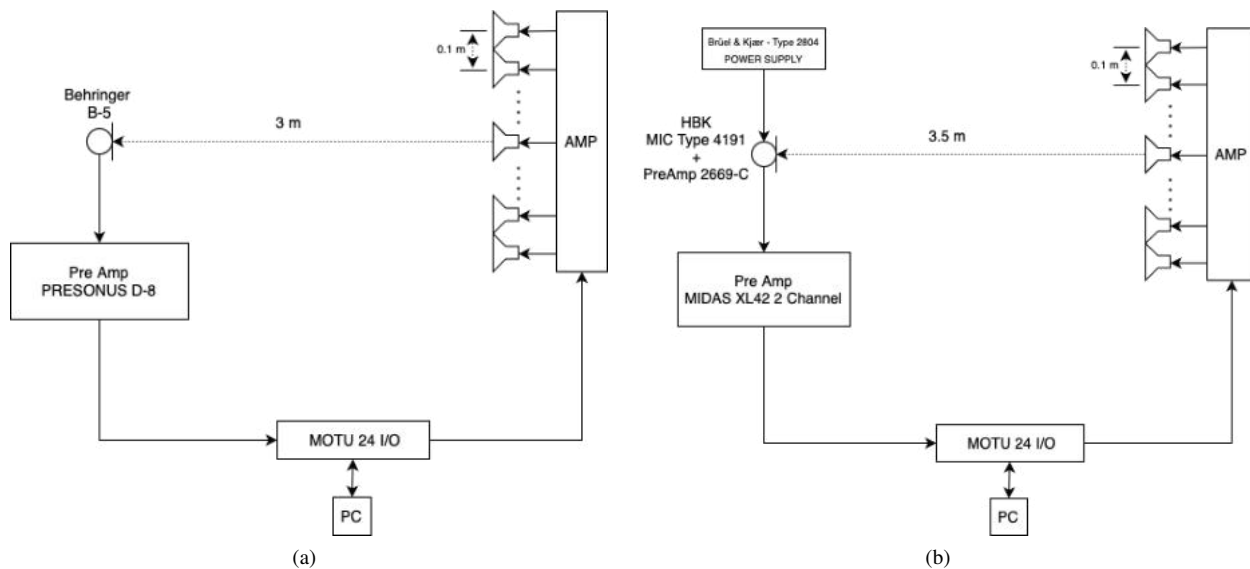 0.1 m
Behringer
B-5
3 m
AMP
Pre Amp
PRESONUS D-8
MOTU 24 I/O
PC
(a)
Brüel & Kjær - Type 2804
POWER SUPPLY
0.1 m
HBK
MIC Type 4191
+
PreAmp 2669-C
3.5 m
AMP
Pre Amp
MIDAS XL42 2 Channel
MOTU 24 I/O
PC
(b)